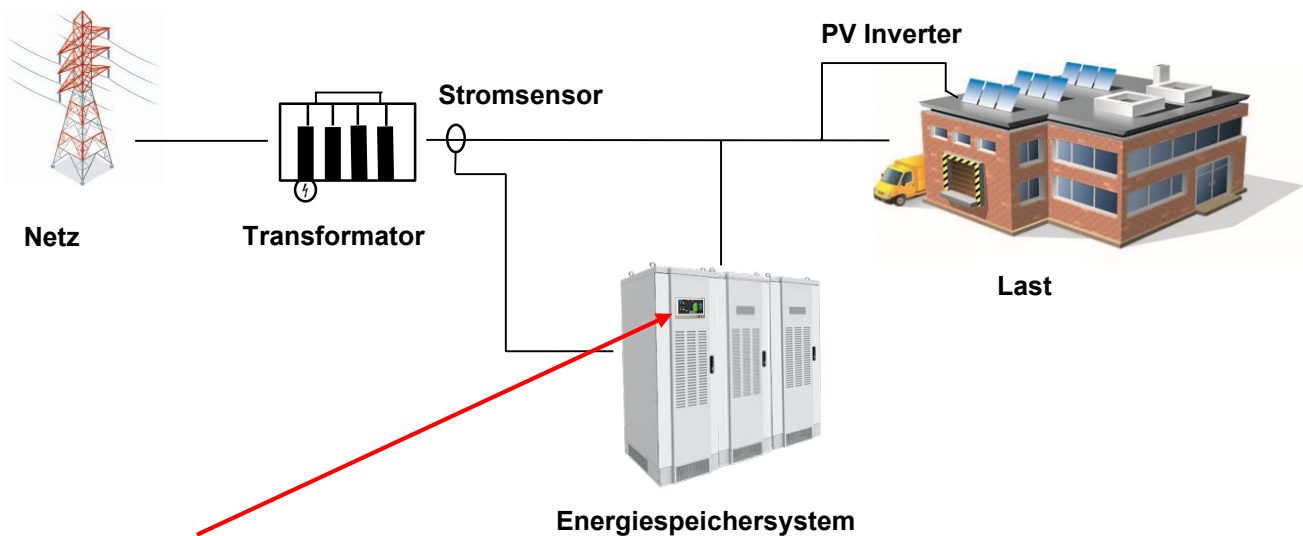 PV Inverter
Stromsensor
Netz
Transformator
Last
Energiespeichersystem